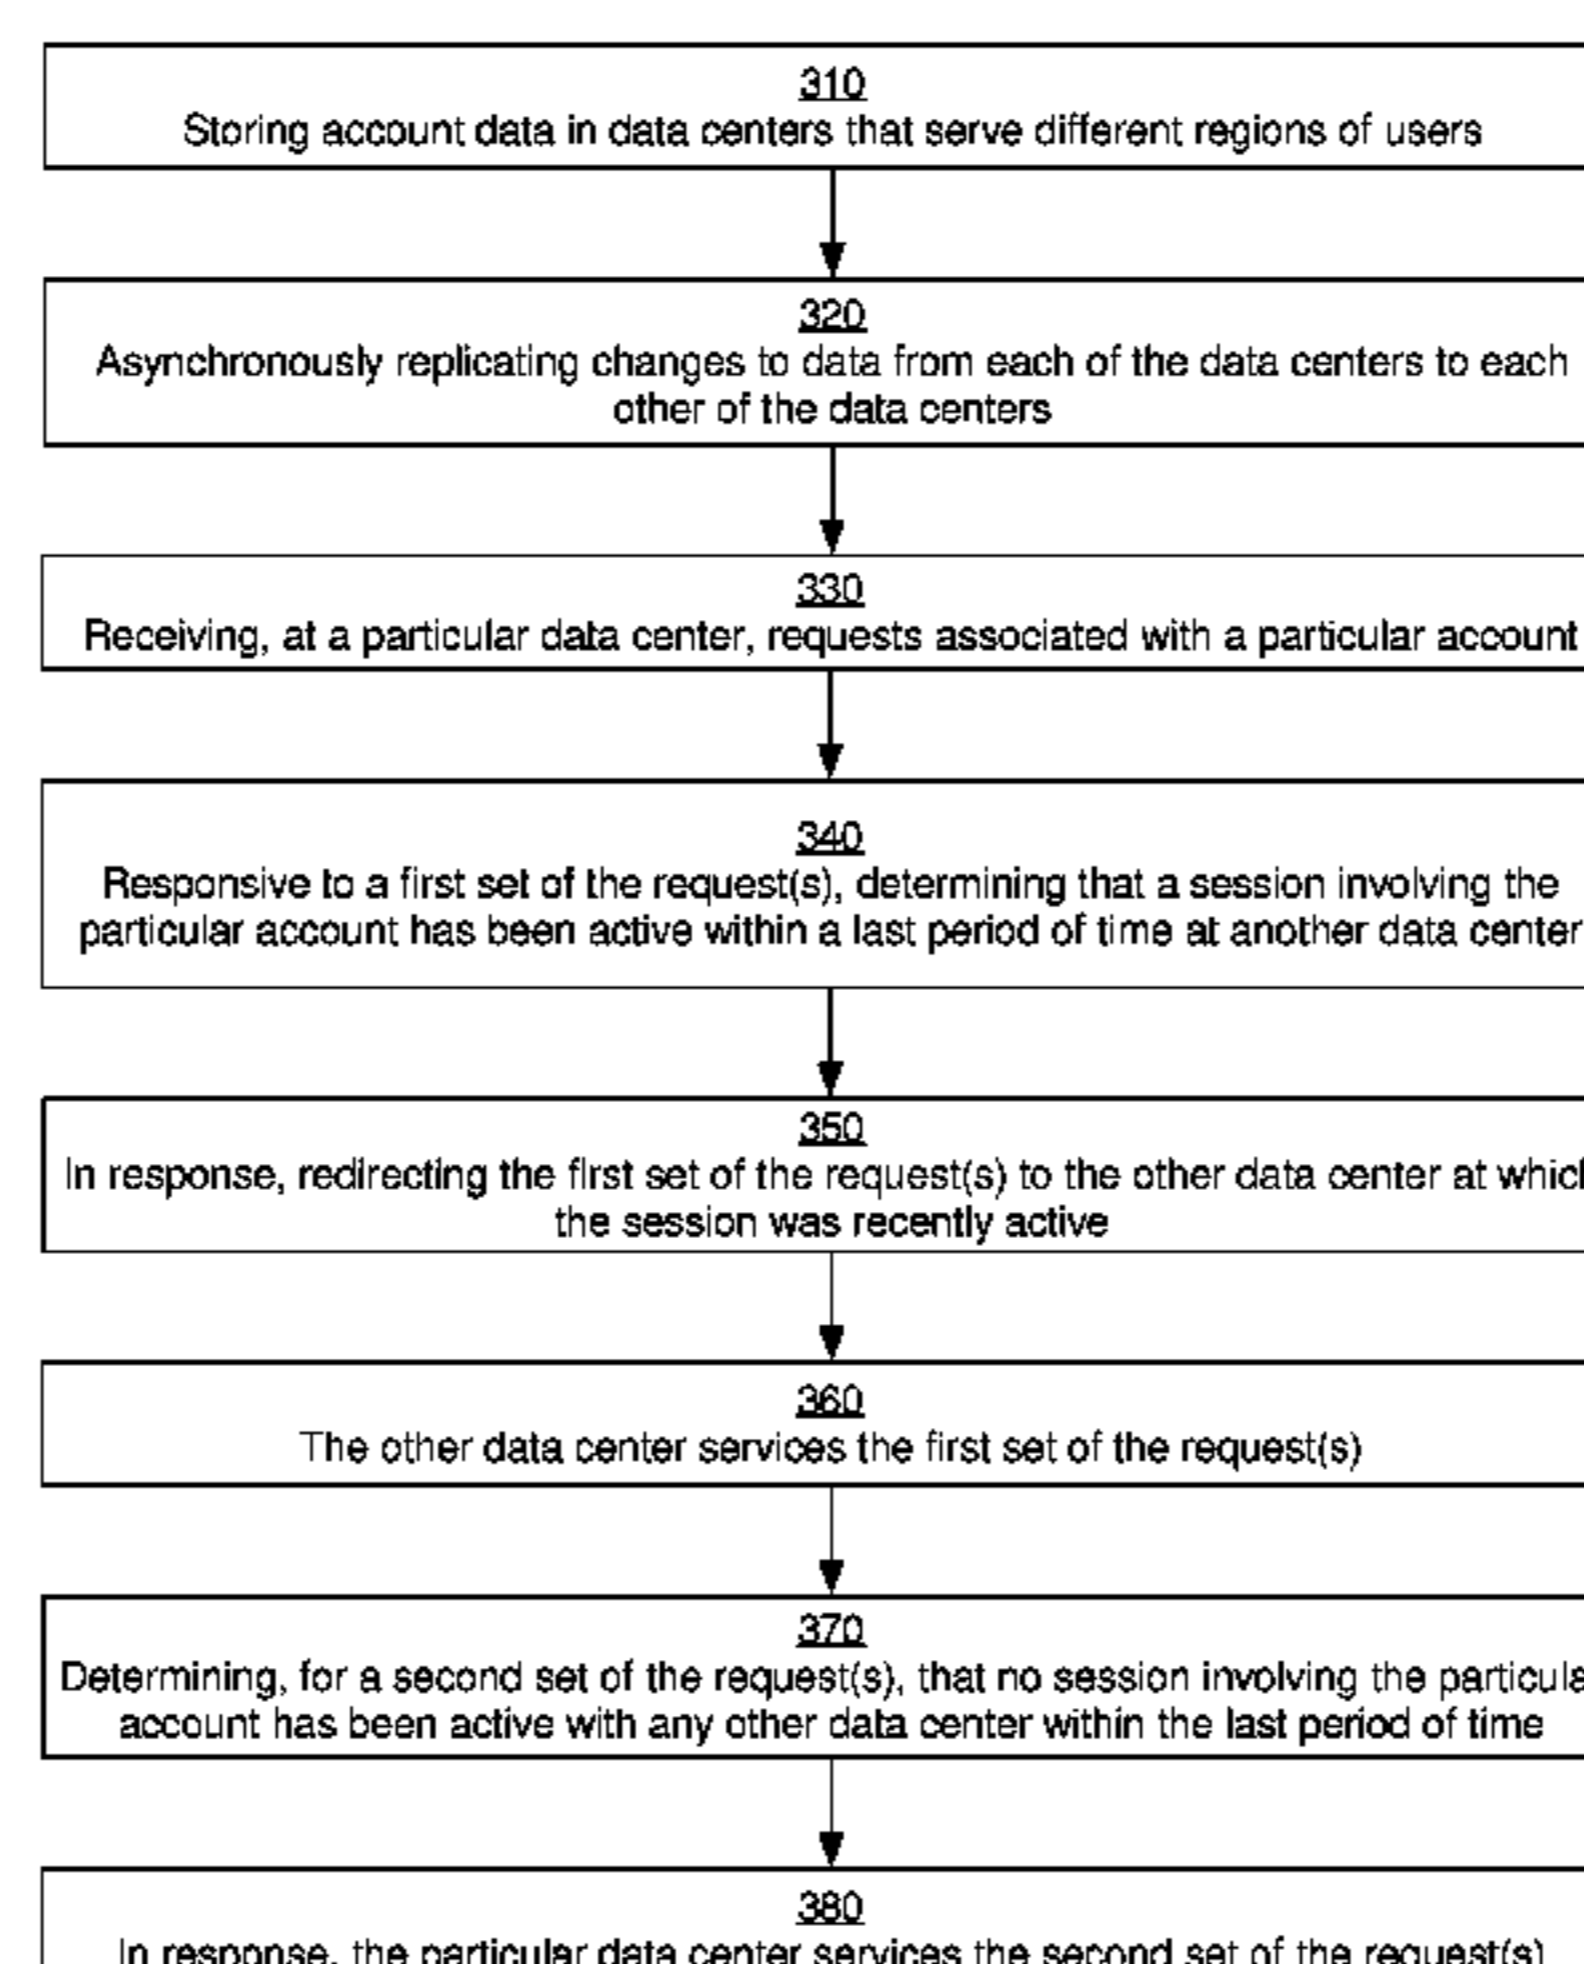 310
Storing account data in data centers that serve different regions of users
320
Asynchronously replicating changes to data from each of the data centers to each
other of the data centers
330
Receiving, at a particular data center, requests associated with a particular account
340
Responsive to a first set of the request(s), determining that a session involving the
particular account has been active within a last period of time at another data center
350
In response, redirecting the first set of the request(s) to the other data center at which
the session was recently active
360
The other data center services the first set of the request(s)
370
Determining, for a second set of the request(s), that no session involving the particula
account has been active with any other data center within the last period of time
380
In response, the particular data center services the second set of the request(s)